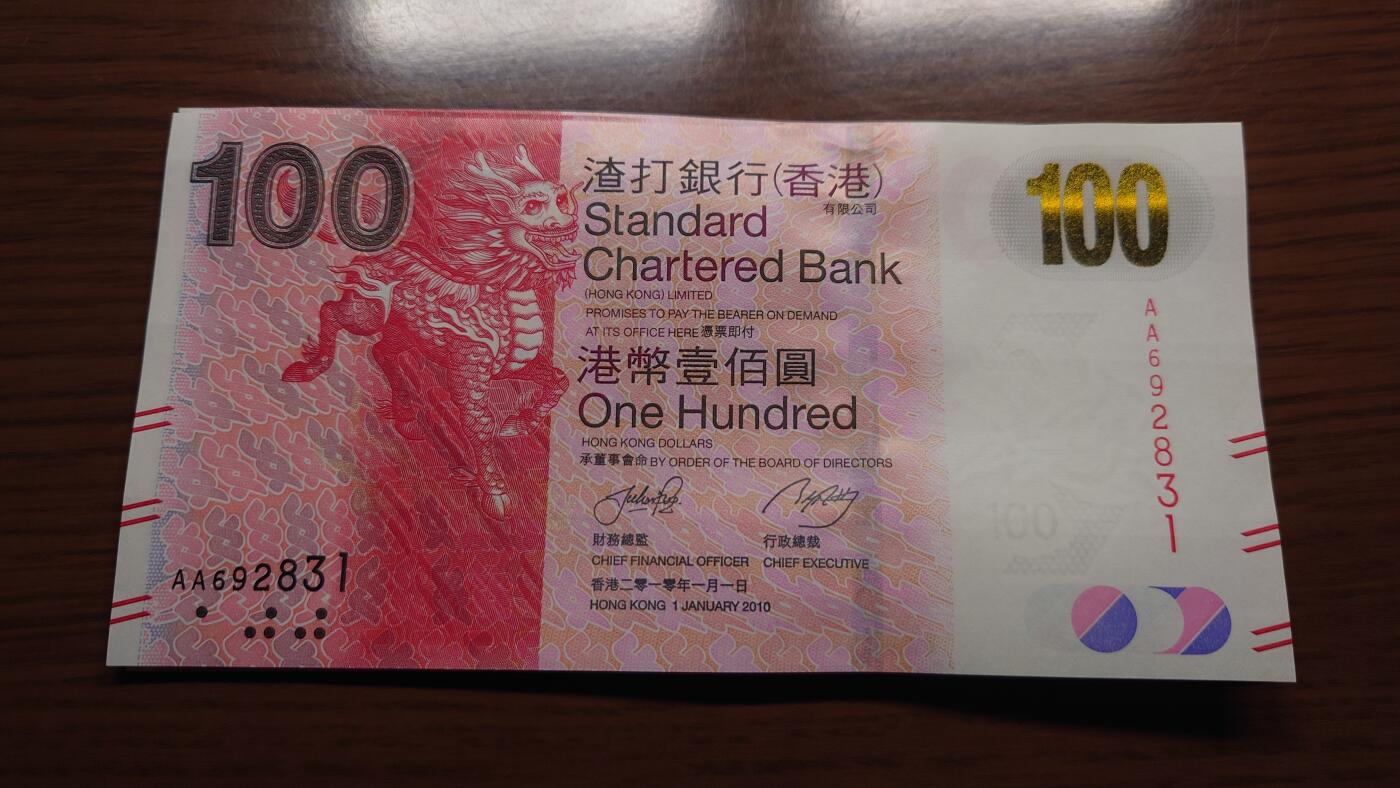 100
渣打銀行(香港)
有限公司
Standard
Chartered Bank
(HONG KONG) LIMITED
PROMISES TO PAY THE BEARER ON DEMAND
AT ITS OFFICE HERE 憑票即付
港幣壹佰圓
One Hundred
HONG KONG DOLLARS
承董事會命 BY ORDER OF THE BOARD OF DIRECTORS
財務總監 行政總裁
CHIEF FINANCIAL OFFICER CHIEF EXECUTIVE
香港二零一零年一月一日
HONG KONG 1 JANUARY 2010
AA692831
100
AA692831
100